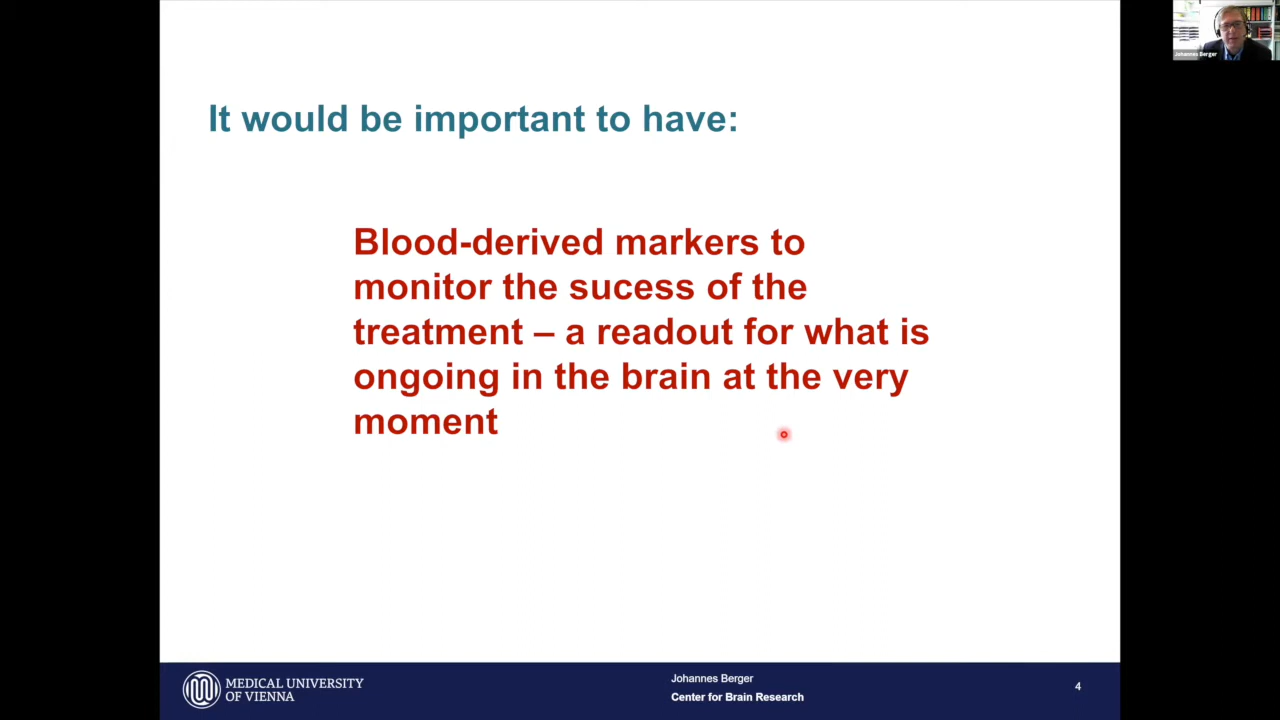 It would be important to have:
Blood-derived markers to
monitor the sucess of the
treatment – a readout for what is
ongoing in the brain at the very
moment
MEDICAL UNIVERSITY
OF VIENNA
Johannes Berger
Center for Brain Research
4
Johannes Berger